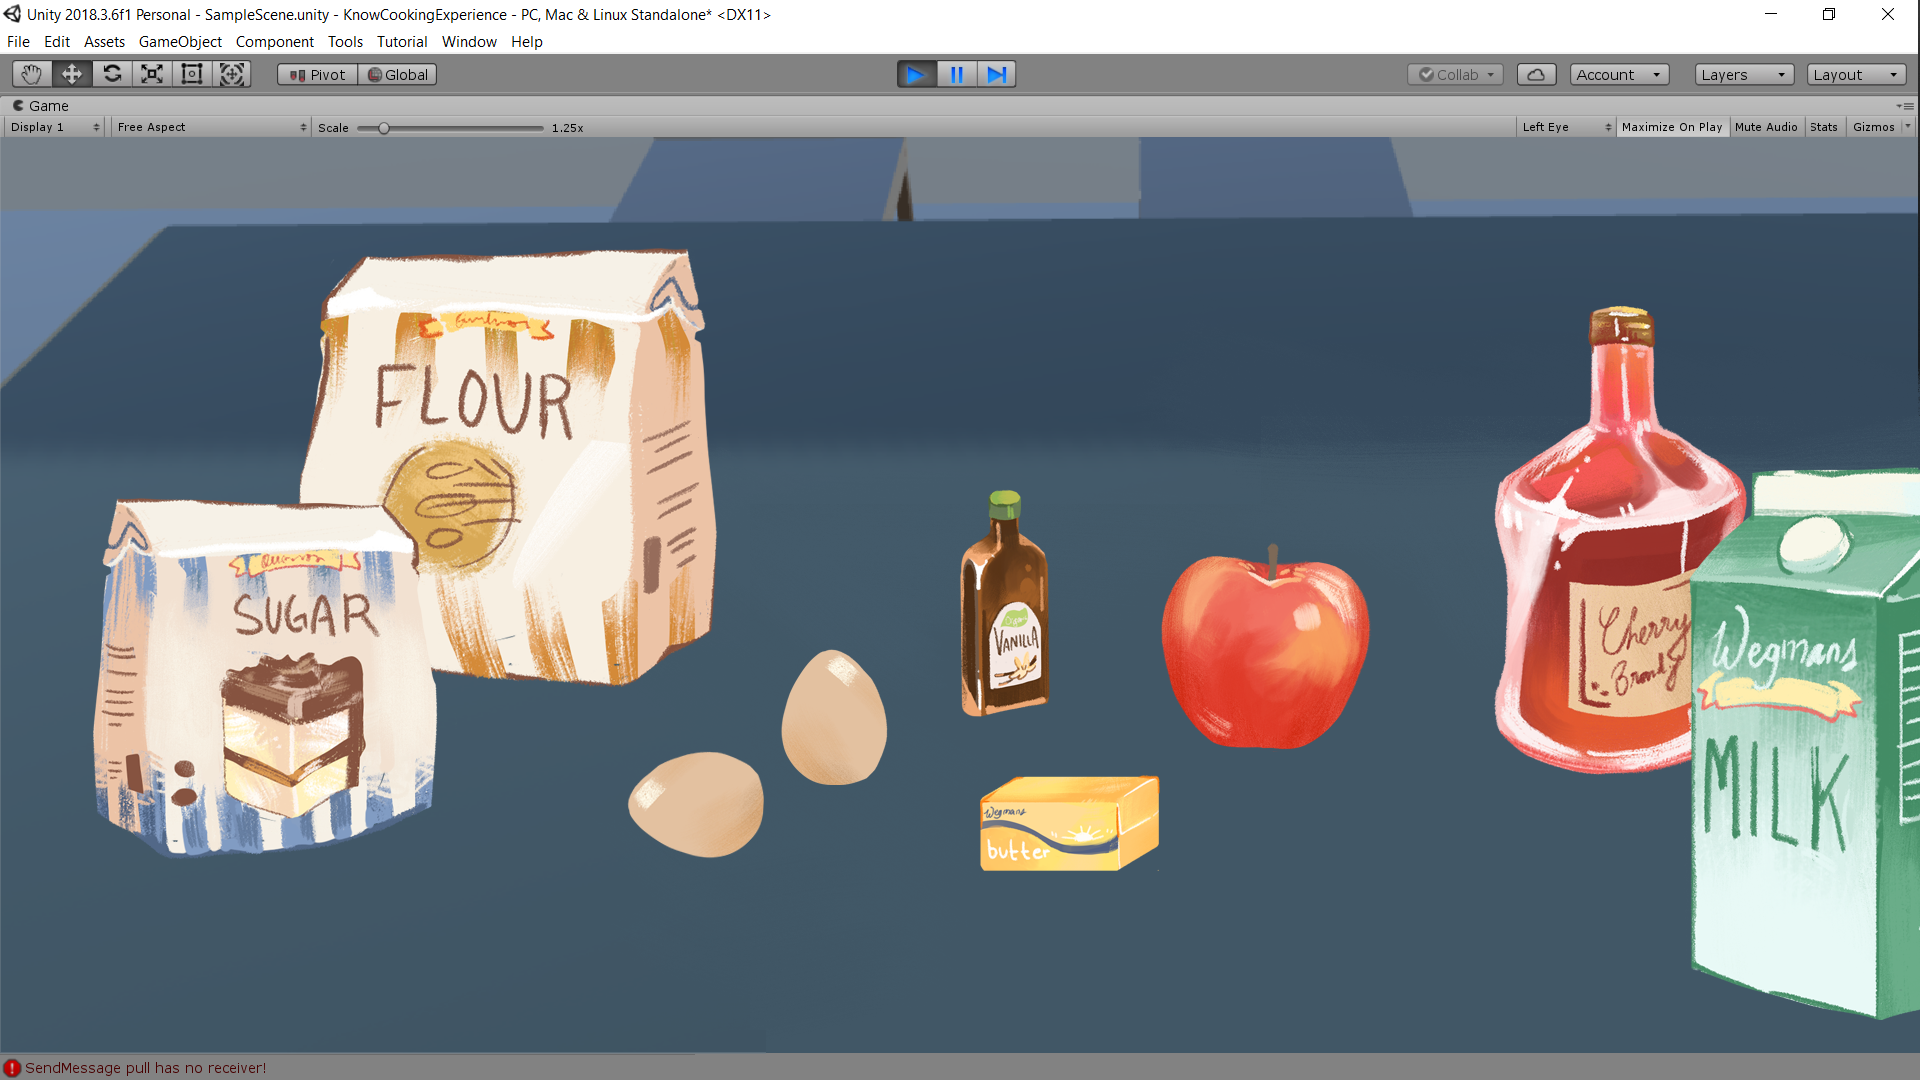 Unity 2018.3.6f1 Personal - SampleScene.unity - KnowCookingExperience - PC, Mac & Linux Standalone* <DX11>
File Edit Assets GameObject Component Tools Tutorial Window Help
Pivot Global Collab Account Layers Layout
Game
Display 1 Free Aspect Scale 1.25x Left Eye Maximize On Play Mute Audio Stats Gizmos
FLOUR
SUGAR
VANILLA
Cherry
Brandy
Wegmans
MILK
Wegmans
butter
SendMessage pull has no receiver!